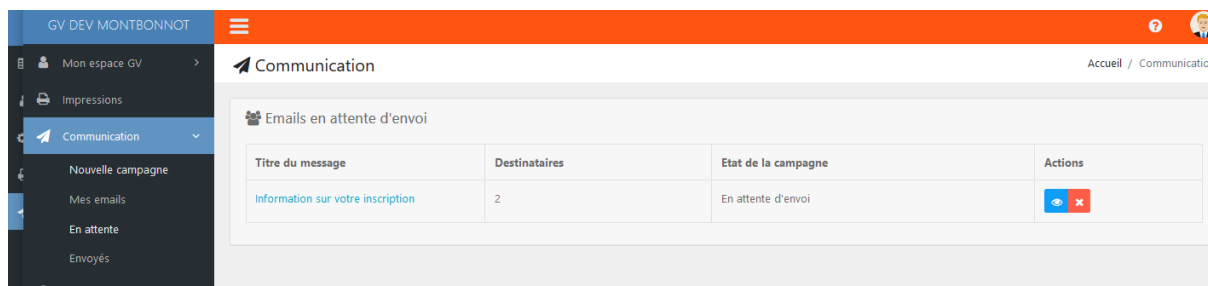 GV DEV MONTBONNOT
Mon espace GV
Communication
Accueil / Communicatio
Impressions
Emails en attente d'envoi
Communication
Titre du message Destinataires Etat de la campagne Actions
Nouvelle campagne
Information sur votre inscription 2 En attente d'envoi
Mes emails
En attente
Envoyés